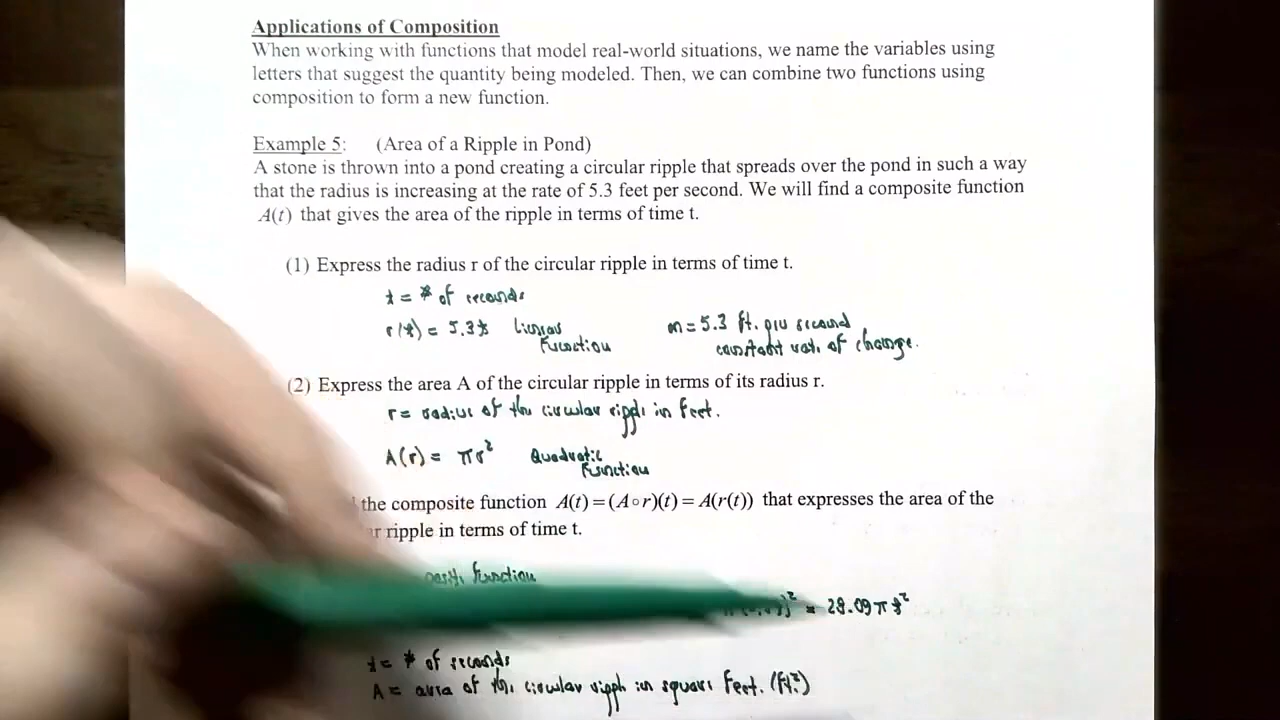 Applications of Composition
When working with functions that model real-world situations, we name the variables using
letters that suggest the quantity being modeled. Then, we can combine two functions using
composition to form a new function.
Example 5: (Area of a Ripple in Pond)
A stone is thrown into a pond creating a circular ripple that spreads over the pond in such a way
that the radius is increasing at the rate of 5.3 feet per second. We will find a composite function
A(t) that gives the area of the ripple in terms of time t.
(1) Express the radius r of the circular ripple in terms of time t.
t = # of seconds
r(t) = 5.3t Linear m = 5.3 ft. per second
Function constant rate of change.
(2) Express the area A of the circular ripple in terms of its radius r.
r = radius of the circular ripple in feet.
A(r) = πr² Quadratic
Function
the composite function A(t) = (A∘r)(t) = A(r(t)) that expresses the area of the
ripple in terms of time t.
function
)² = 28.09πt²
t = # of seconds
A = area of the circular ripple in square feet. (ft.²)